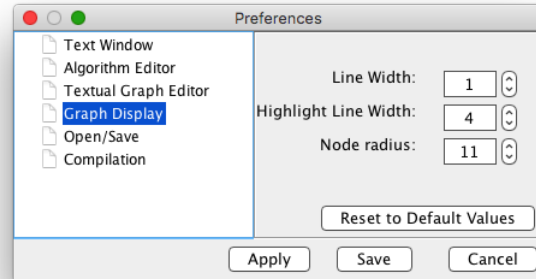 Preferences
Text Window
Algorithm Editor
Textual Graph Editor
Graph Display
Open/Save
Compilation
Line Width: 1
Highlight Line Width: 4
Node radius: 11
Reset to Default Values
Apply Save Cancel